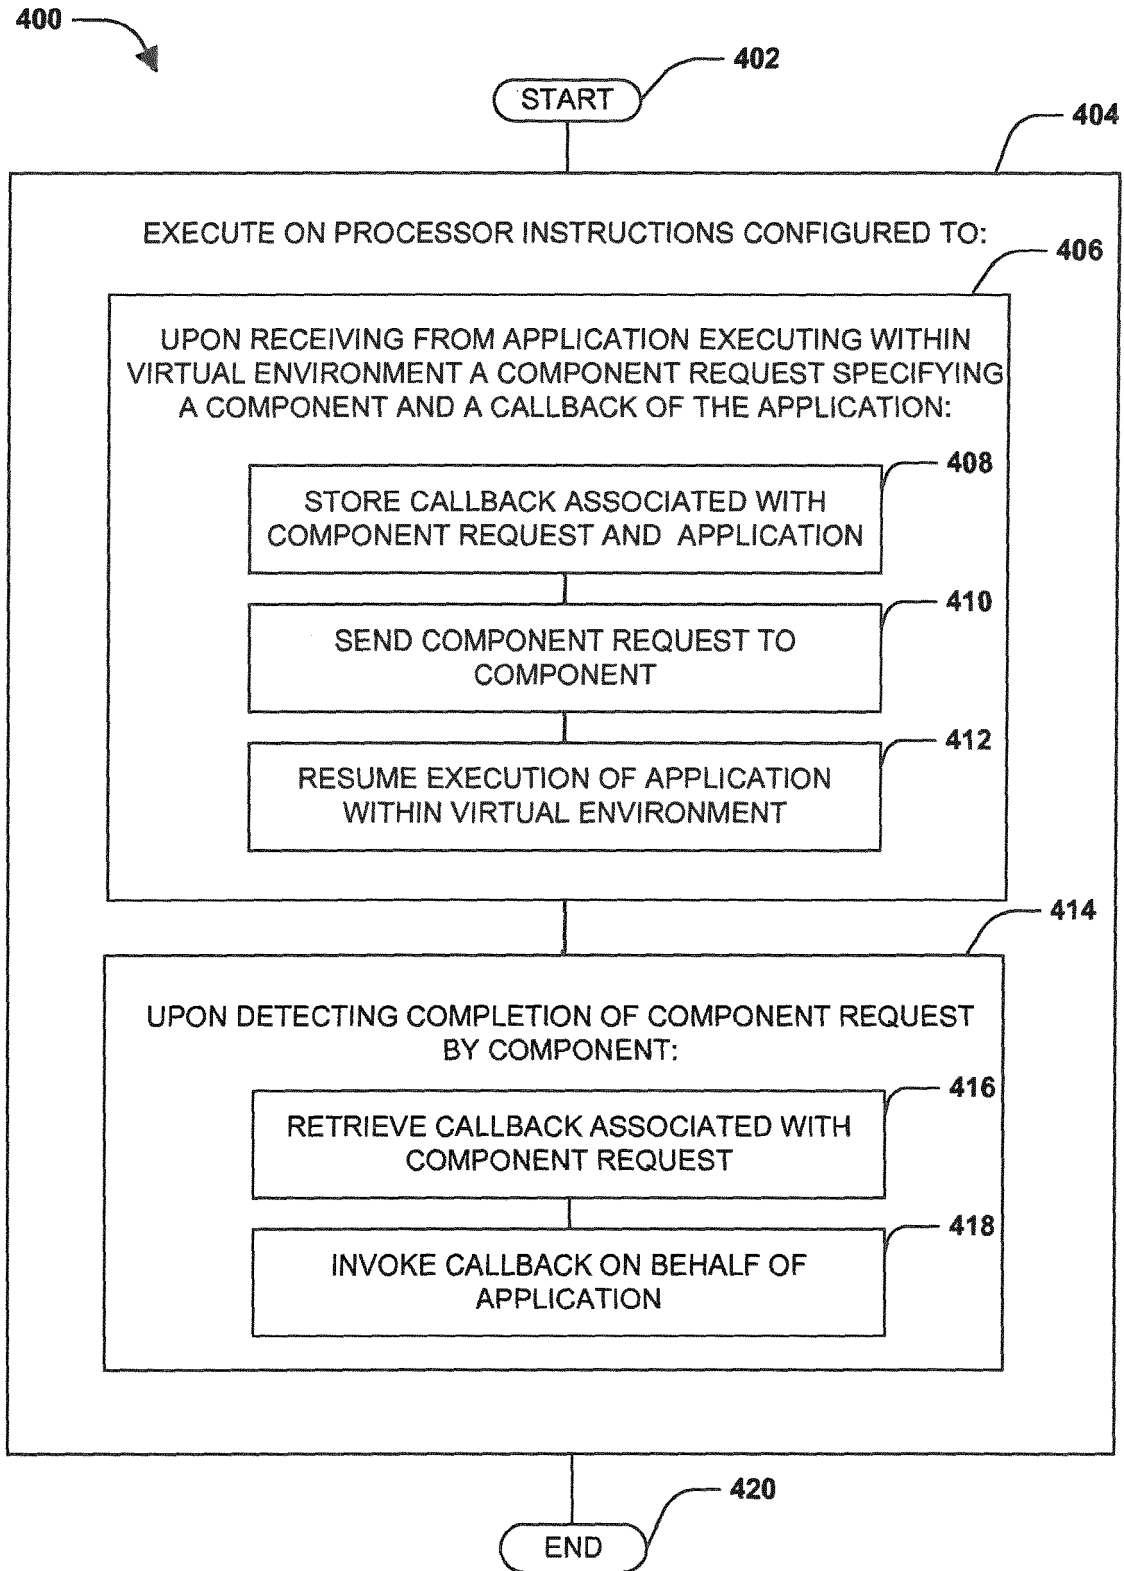 400
402
START
404
EXECUTE ON PROCESSOR INSTRUCTIONS CONFIGURED TO:
406
UPON RECEIVING FROM APPLICATION EXECUTING WITHIN
VIRTUAL ENVIRONMENT A COMPONENT REQUEST SPECIFYING
A COMPONENT AND A CALLBACK OF THE APPLICATION:
408
STORE CALLBACK ASSOCIATED WITH
COMPONENT REQUEST AND APPLICATION
410
SEND COMPONENT REQUEST TO
COMPONENT
412
RESUME EXECUTION OF APPLICATION
WITHIN VIRTUAL ENVIRONMENT
414
UPON DETECTING COMPLETION OF COMPONENT REQUEST
BY COMPONENT:
416
RETRIEVE CALLBACK ASSOCIATED WITH
COMPONENT REQUEST
418
INVOKE CALLBACK ON BEHALF OF
APPLICATION
420
END